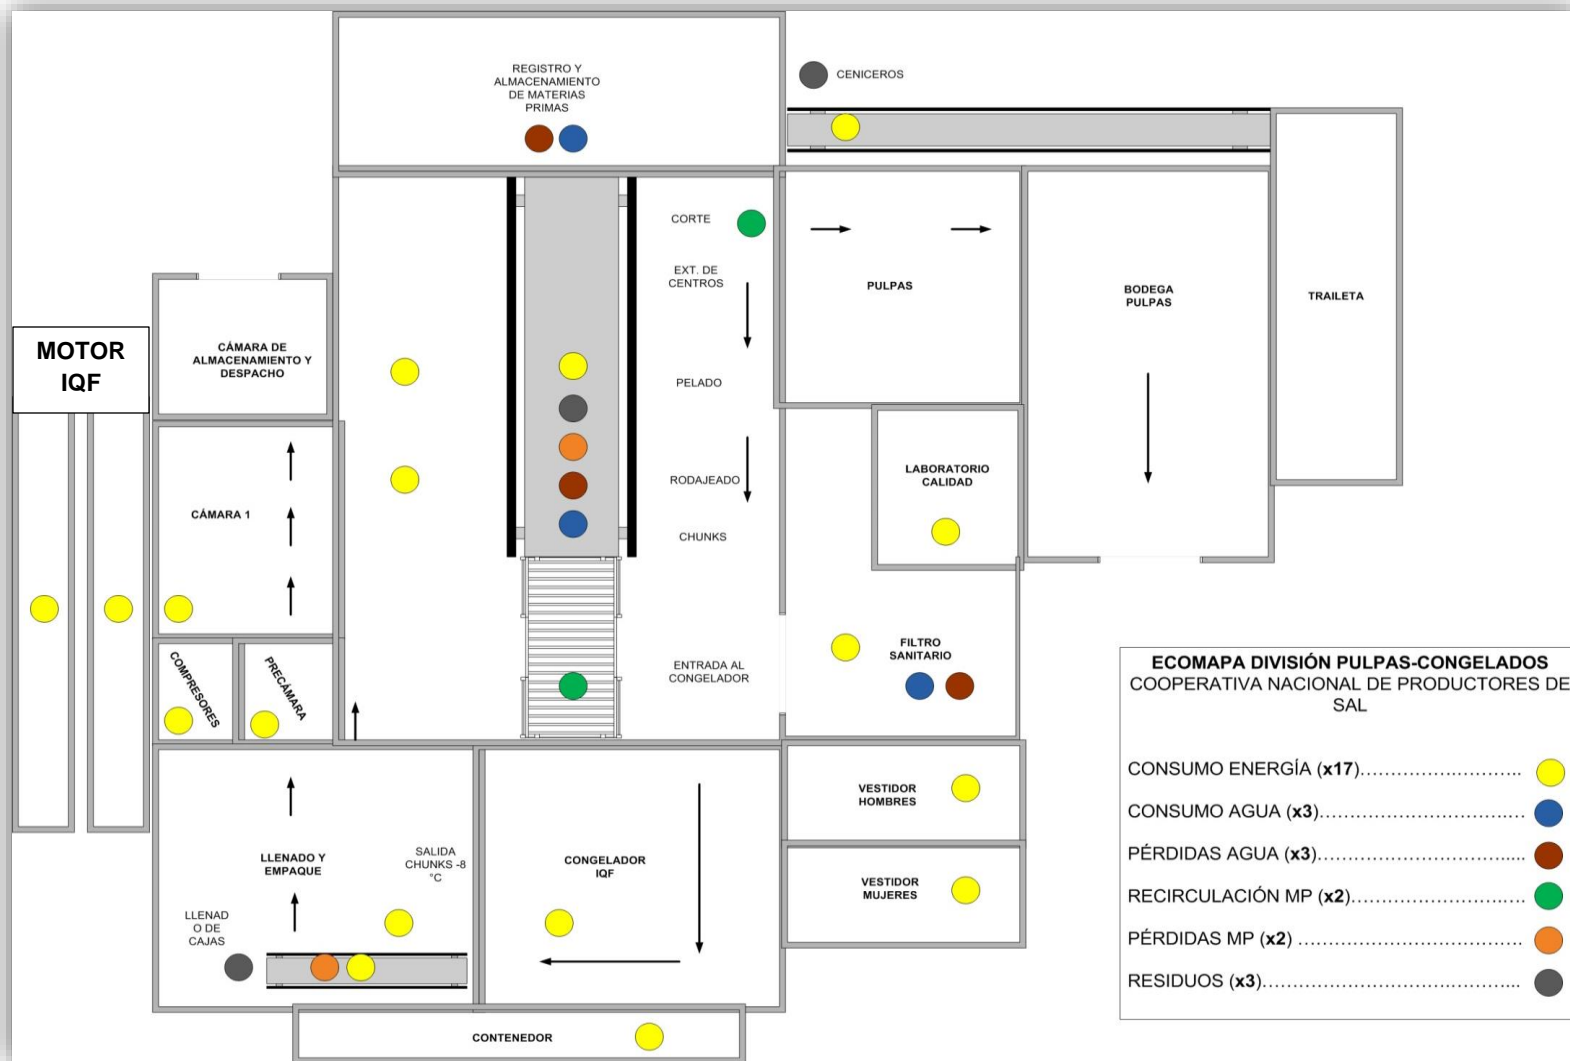 REGISTRO Y
ALMACENAMIENTO
DE MATERIAS
PRIMAS
CENICEROS
CORTE
EXT. DE
CENTROS
PULPAS
BODEGA
PULPAS
TRAILETA
MOTOR
IQF
CÁMARA DE
ALMACENAMIENTO Y
DESPACHO
PELADO
LABORATORIO
CALIDAD
RODAJEADO
CÁMARA 1
CHUNKS
FILTRO
SANITARIO
ENTRADA AL
CONGELADOR
COMPRESORES
PRECÁMARA
VESTIDOR
HOMBRES
SALIDA
CHUNKS -8
°C
LLENADO Y
EMPAQUE
CONGELADOR
IQF
VESTIDOR
MUJERES
LLENAD
O DE
CAJAS
CONTENEDOR
ECOMAPA DIVISIÓN PULPAS-CONGELADOS
COOPERATIVA NACIONAL DE PRODUCTORES DE
SAL
CONSUMO ENERGÍA (x17)..............................
CONSUMO AGUA (x3)...................................
PÉRDIDAS AGUA (x3)...................................
RECIRCULACIÓN MP (x2).............................
PÉRDIDAS MP (x2) ......................................
RESIDUOS (x3)............................................